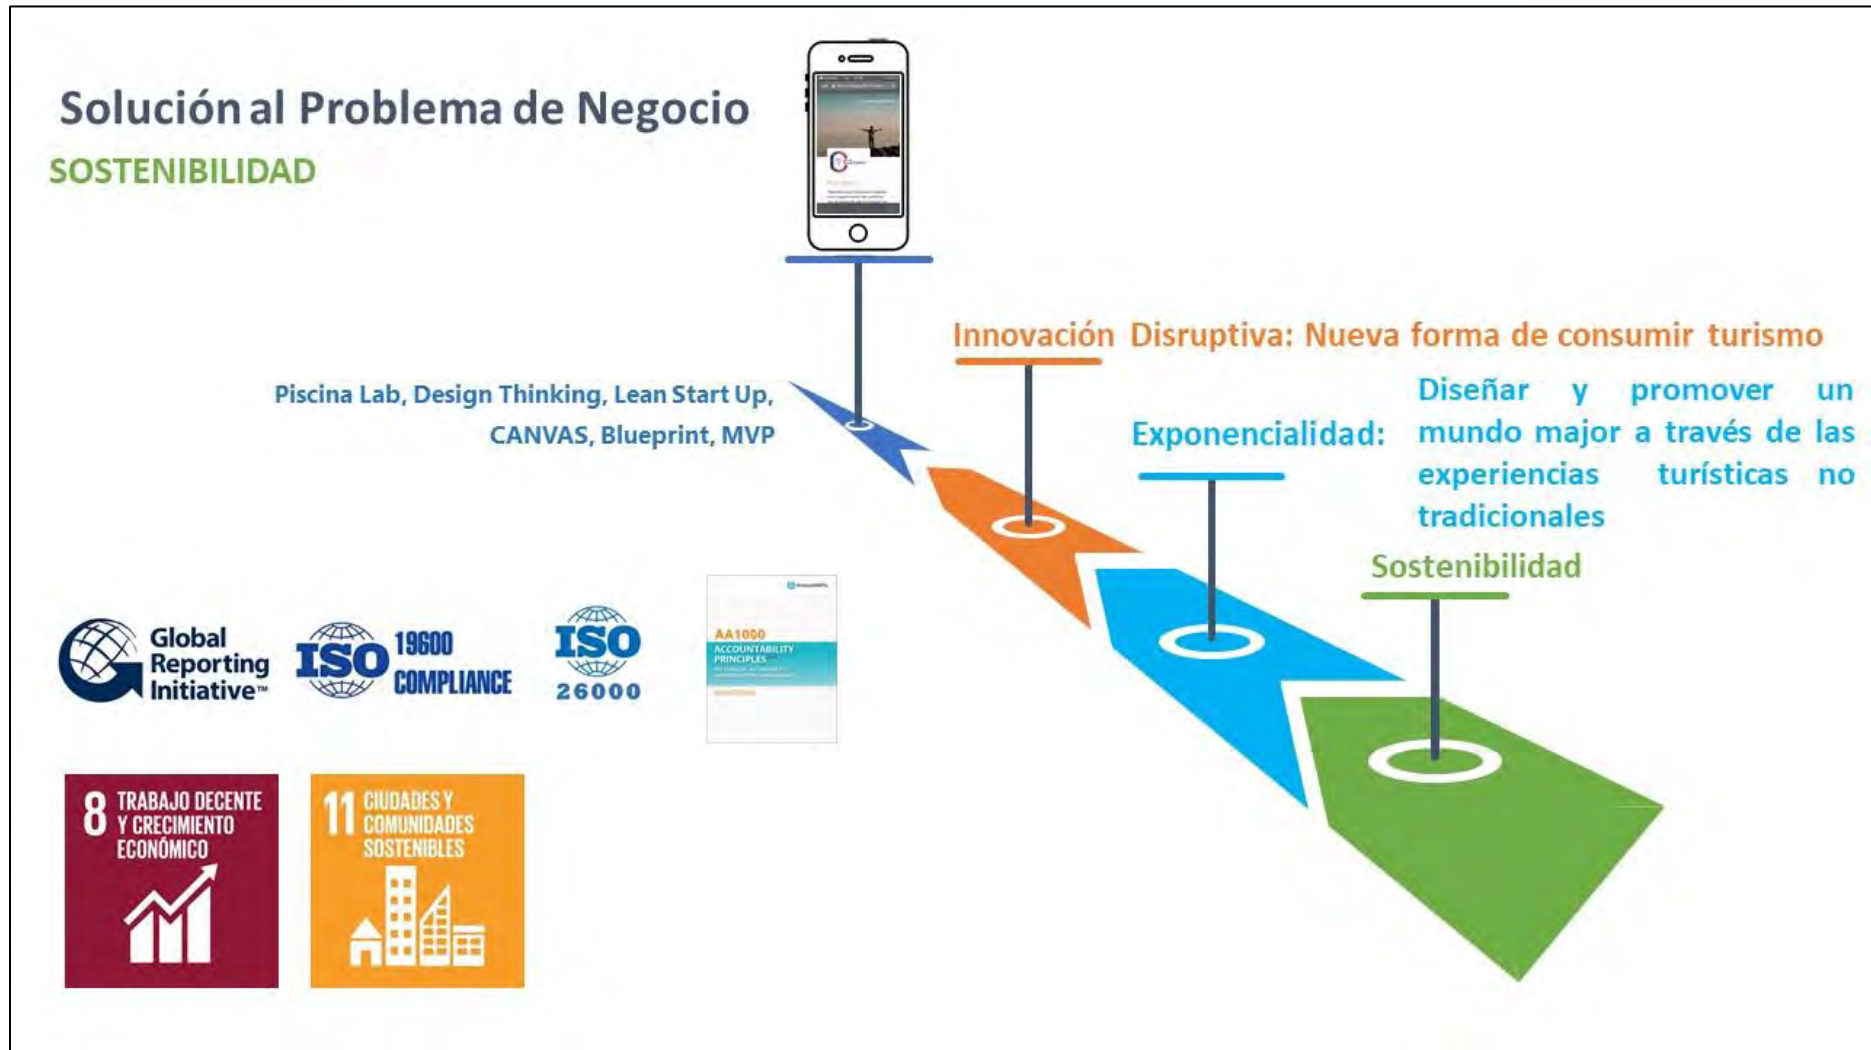 Solución al Problema de Negocio
SOSTENIBILIDAD
Innovación Disruptiva: Nueva forma de consumir turismo
Piscina Lab, Design Thinking, Lean Start Up,
CANVAS, Blueprint, MVP
Exponencialidad:
Diseñar y promover un
mundo major a través de las
experiencias turísticas no
tradicionales
Sostenibilidad
Global
Reporting
Initiative™
ISO
19600
COMPLIANCE
ISO
26000
AA1000
ACCOUNTABILITY
PRINCIPLES
8
TRABAJO DECENTE
Y CRECIMIENTO
ECONÓMICO
11
CIUDADES Y
COMUNIDADES
SOSTENIBLES